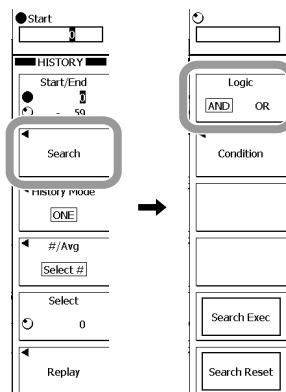 Start
0
HISTORY
Start/End
0
- 59
Search
History Mode
ONE
#/Avg
Select #
Select
0
Replay
Logic
AND OR
Condition
Search Exec
Search Reset